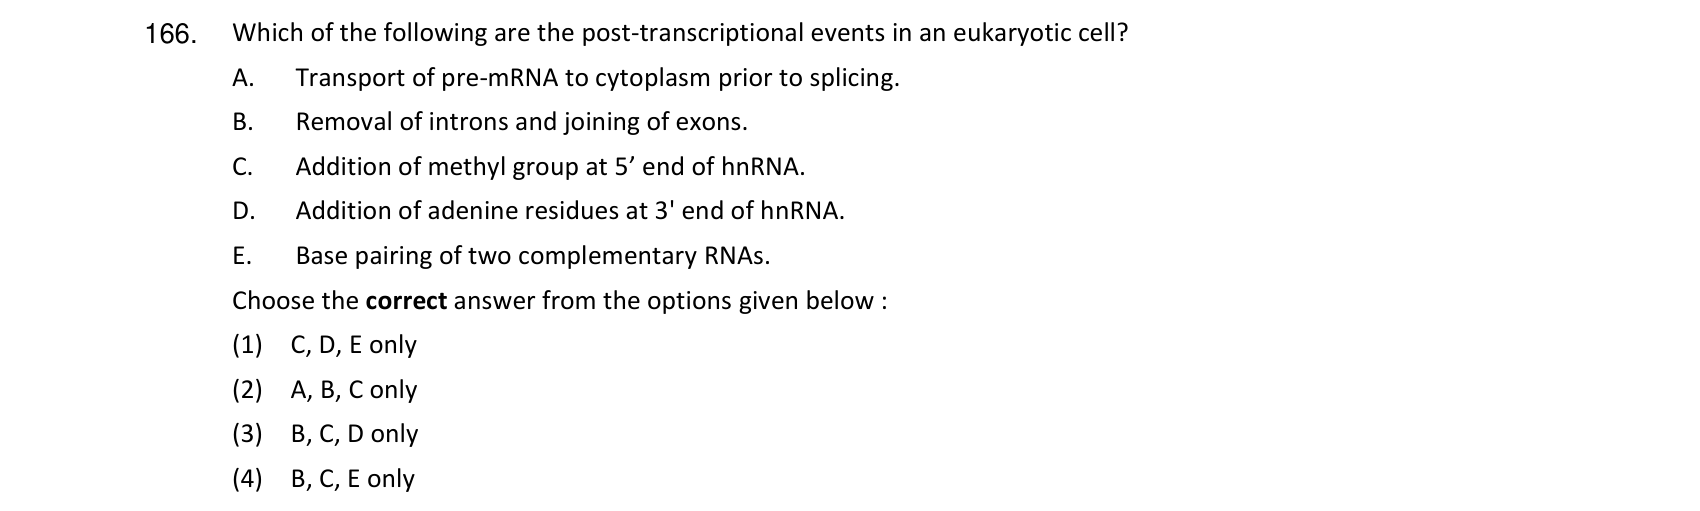 166. Which of the following are the post-transcriptional events in an eukaryotic cell?
A. Transport of pre-mRNA to cytoplasm prior to splicing.
B. Removal of introns and joining of exons.
C. Addition of methyl group at 5’ end of hnRNA.
D. Addition of adenine residues at 3' end of hnRNA.
E. Base pairing of two complementary RNAs.
Choose the correct answer from the options given below :
(1) C, D, E only
(2) A, B, C only
(3) B, C, D only
(4) B, C, E only